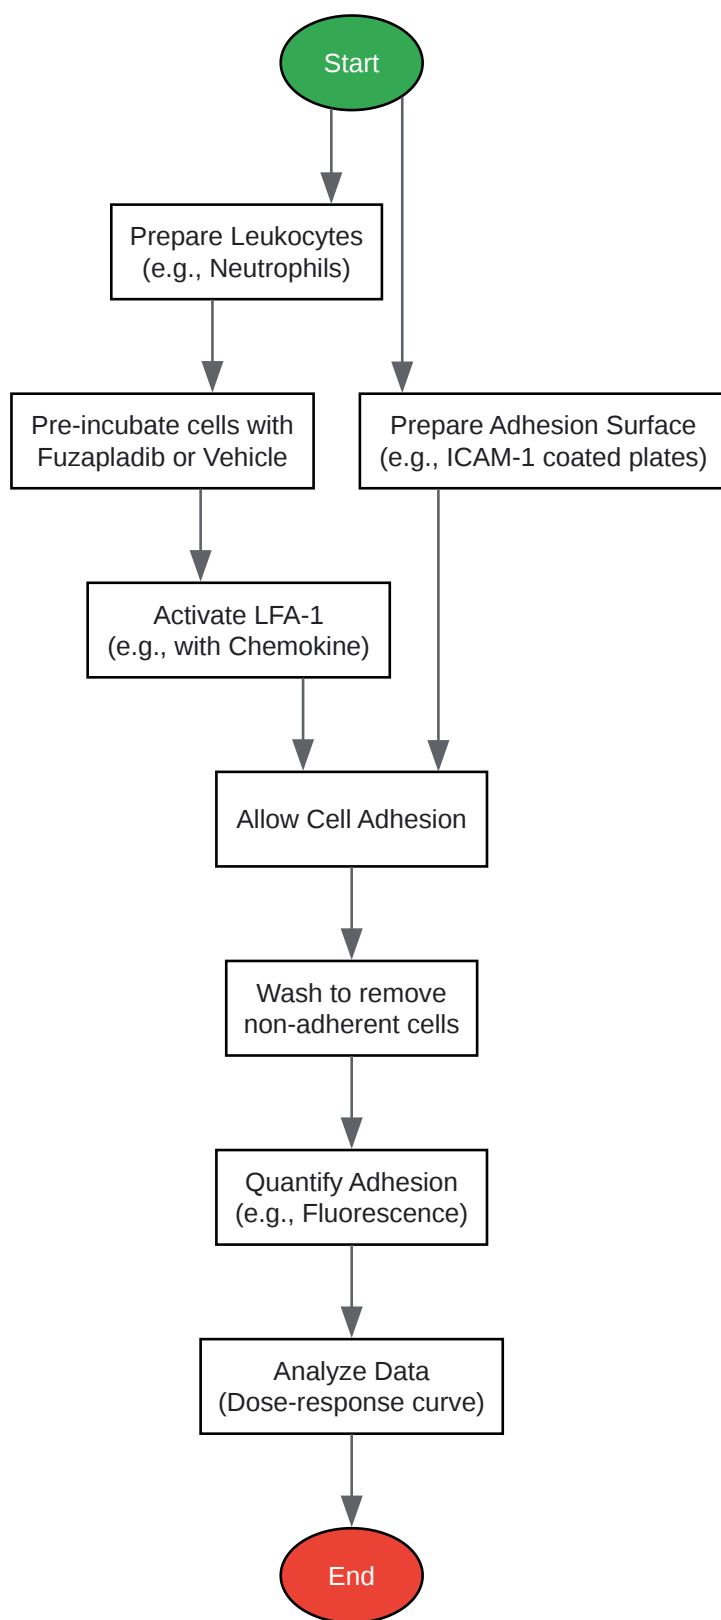 Start
Prepare Leukocytes
(e.g., Neutrophils)
Pre-incubate cells with
Fuzapladib or Vehicle
Prepare Adhesion Surface
(e.g., ICAM-1 coated plates)
Activate LFA-1
(e.g., with Chemokine)
Allow Cell Adhesion
Wash to remove
non-adherent cells
Quantify Adhesion
(e.g., Fluorescence)
Analyze Data
(Dose-response curve)
End